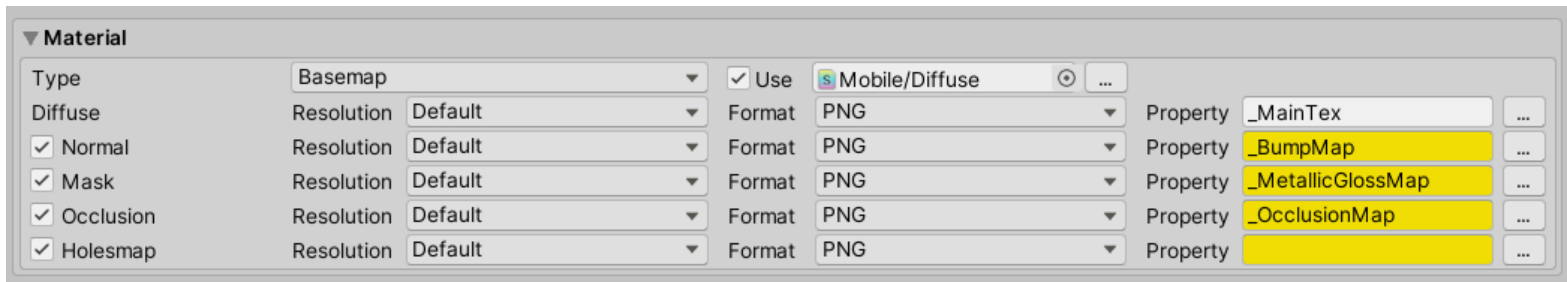 Material
Type Basemap Use Mobile/Diffuse ...
Diffuse Resolution Default Format PNG Property _MainTex ...
Normal Resolution Default Format PNG Property _BumpMap ...
Mask Resolution Default Format PNG Property _MetallicGlossMap ...
Occlusion Resolution Default Format PNG Property _OcclusionMap ...
Holesmap Resolution Default Format PNG Property ...